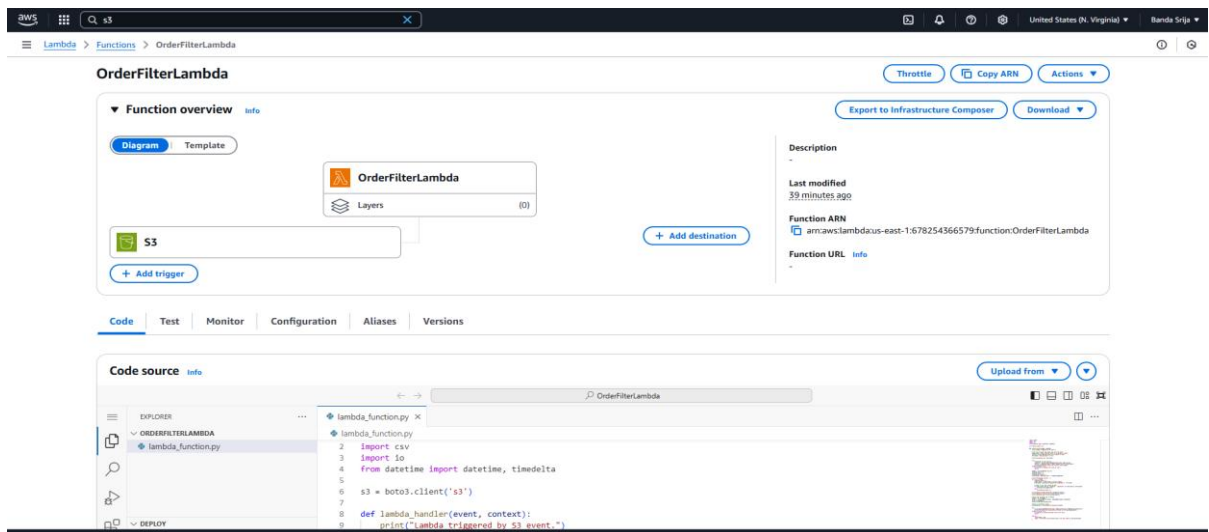 aws
s3
United States (N. Virginia)
Banda Srija
Lambda > Functions > OrderFilterLambda
OrderFilterLambda
Throttle
Copy ARN
Actions
Function overview Info
Export to Infrastructure Composer
Download
Diagram
Template
OrderFilterLambda
Layers (0)
S3
+ Add trigger
+ Add destination
Description
-
Last modified
39 minutes ago
Function ARN
arn:aws:lambda:us-east-1:678254366579:function:OrderFilterLambda
Function URL Info
-
Code Test Monitor Configuration Aliases Versions
Code source Info
Upload from
OrderFilterLambda
EXPLORER
ORDERFILTERLAMBDA
lambda_function.py
DEPLOY
lambda_function.py
lambda_function.py
2 import csv
3 import io
4 from datetime import datetime, timedelta
5
6 s3 = boto3.client('s3')
7
8 def lambda_handler(event, context):
9 print("Lambda triggered by S3 event.")